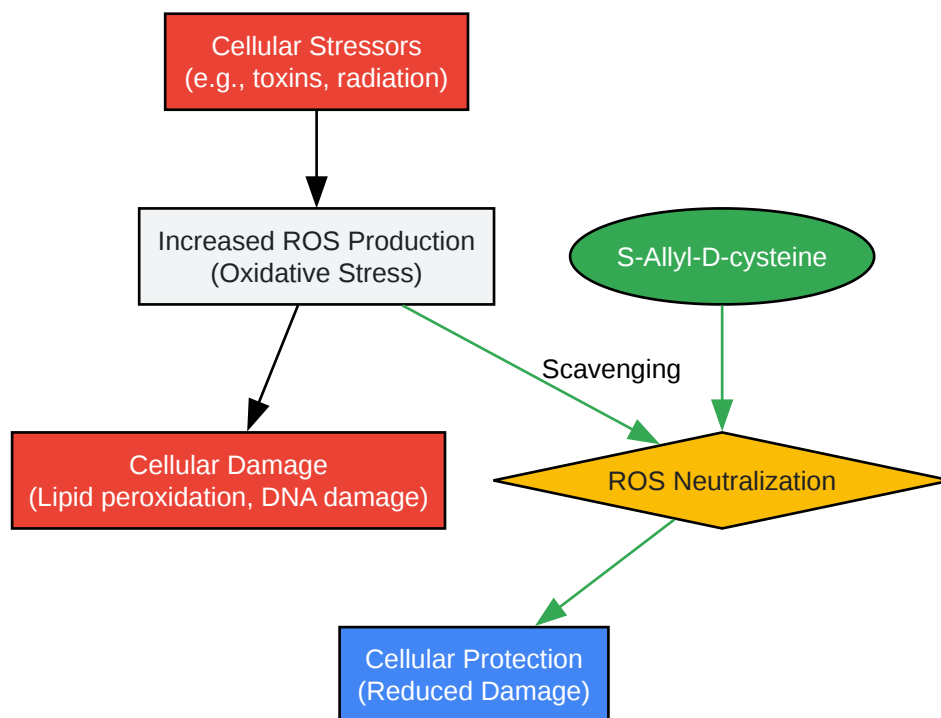 Cellular Stressors
(e.g., toxins, radiation)
Increased ROS Production
(Oxidative Stress)
S-Allyl-D-cysteine
Scavenging
Cellular Damage
(Lipid peroxidation, DNA damage)
ROS Neutralization
Cellular Protection
(Reduced Damage)